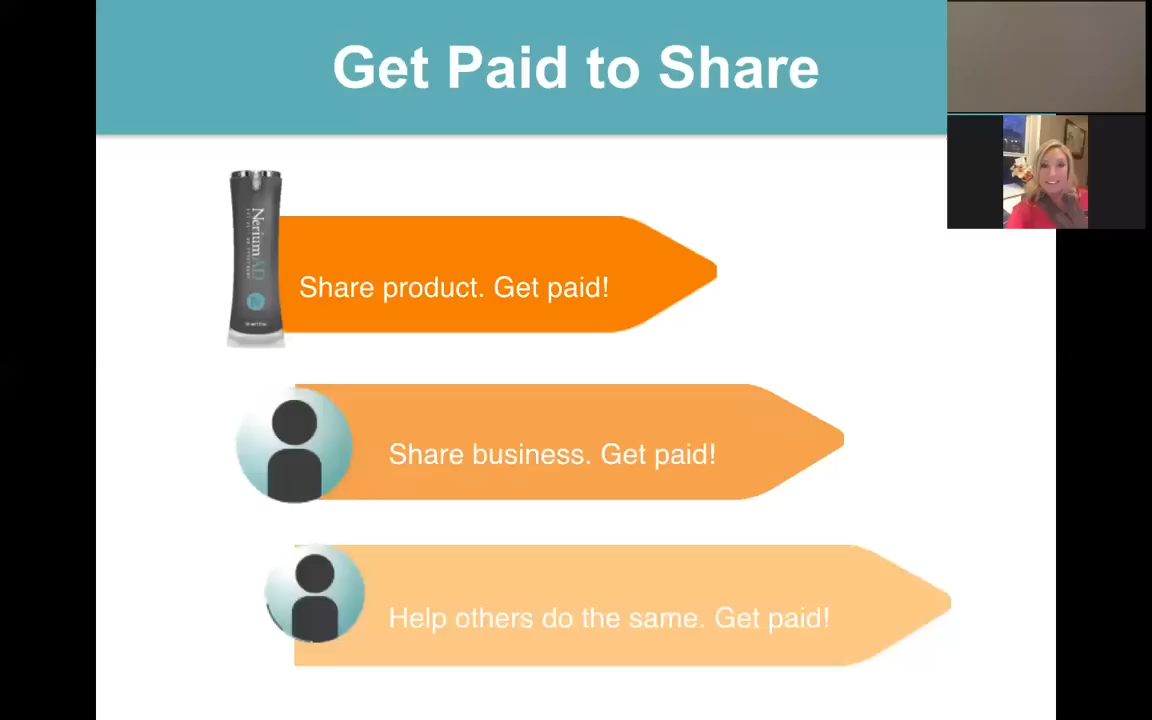 Get Paid to Share
NeriumAD
Share product. Get paid!
Share business. Get paid!
Help others do the same. Get paid!